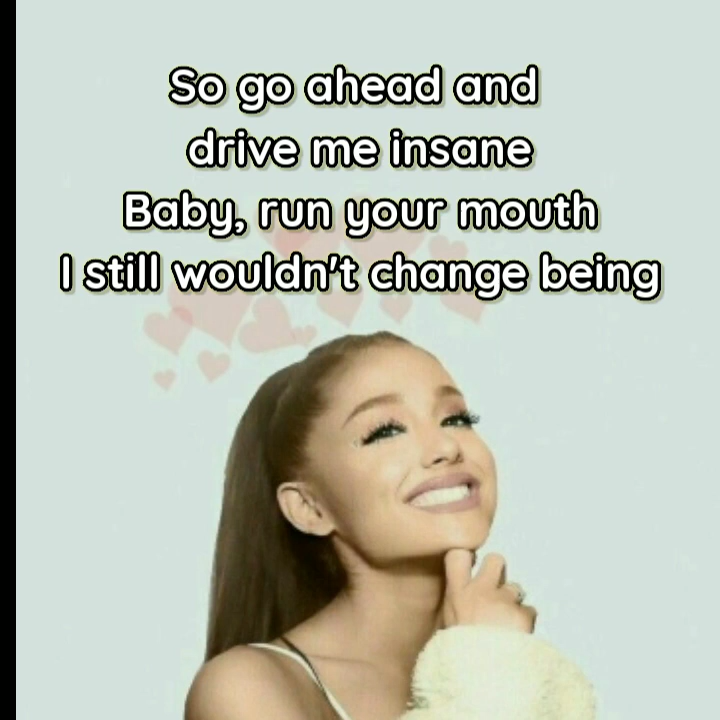 So go ahead and
drive me insane
Baby, run your mouth
I still wouldn't change being